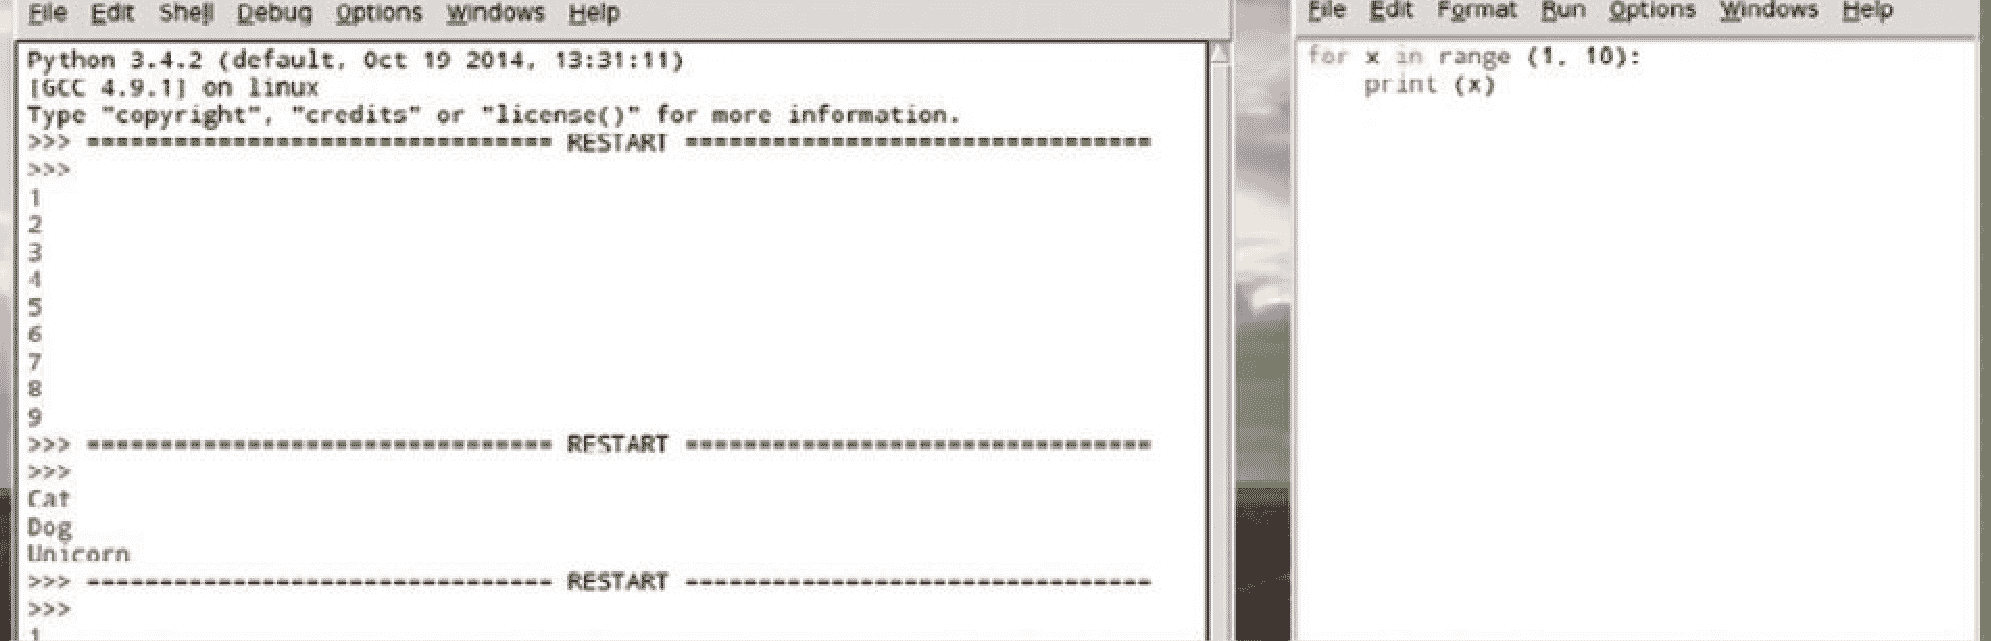 File Edit Shell Debug Options Windows Help
Python 3.4.2 (default, Oct 19 2014, 13:31:11)
[GCC 4.9.1] on linux
Type "copyright", "credits" or "license()" for more information.
>>> ================================ RESTART ================================
>>>
1
2
3
4
5
6
7
8
9
>>> ================================ RESTART ================================
>>>
Cat
Dog
Unicorn
>>> ================================ RESTART ================================
>>>
1
File Edit Format Run Options Windows Help
for x in range (1, 10):
    print (x)